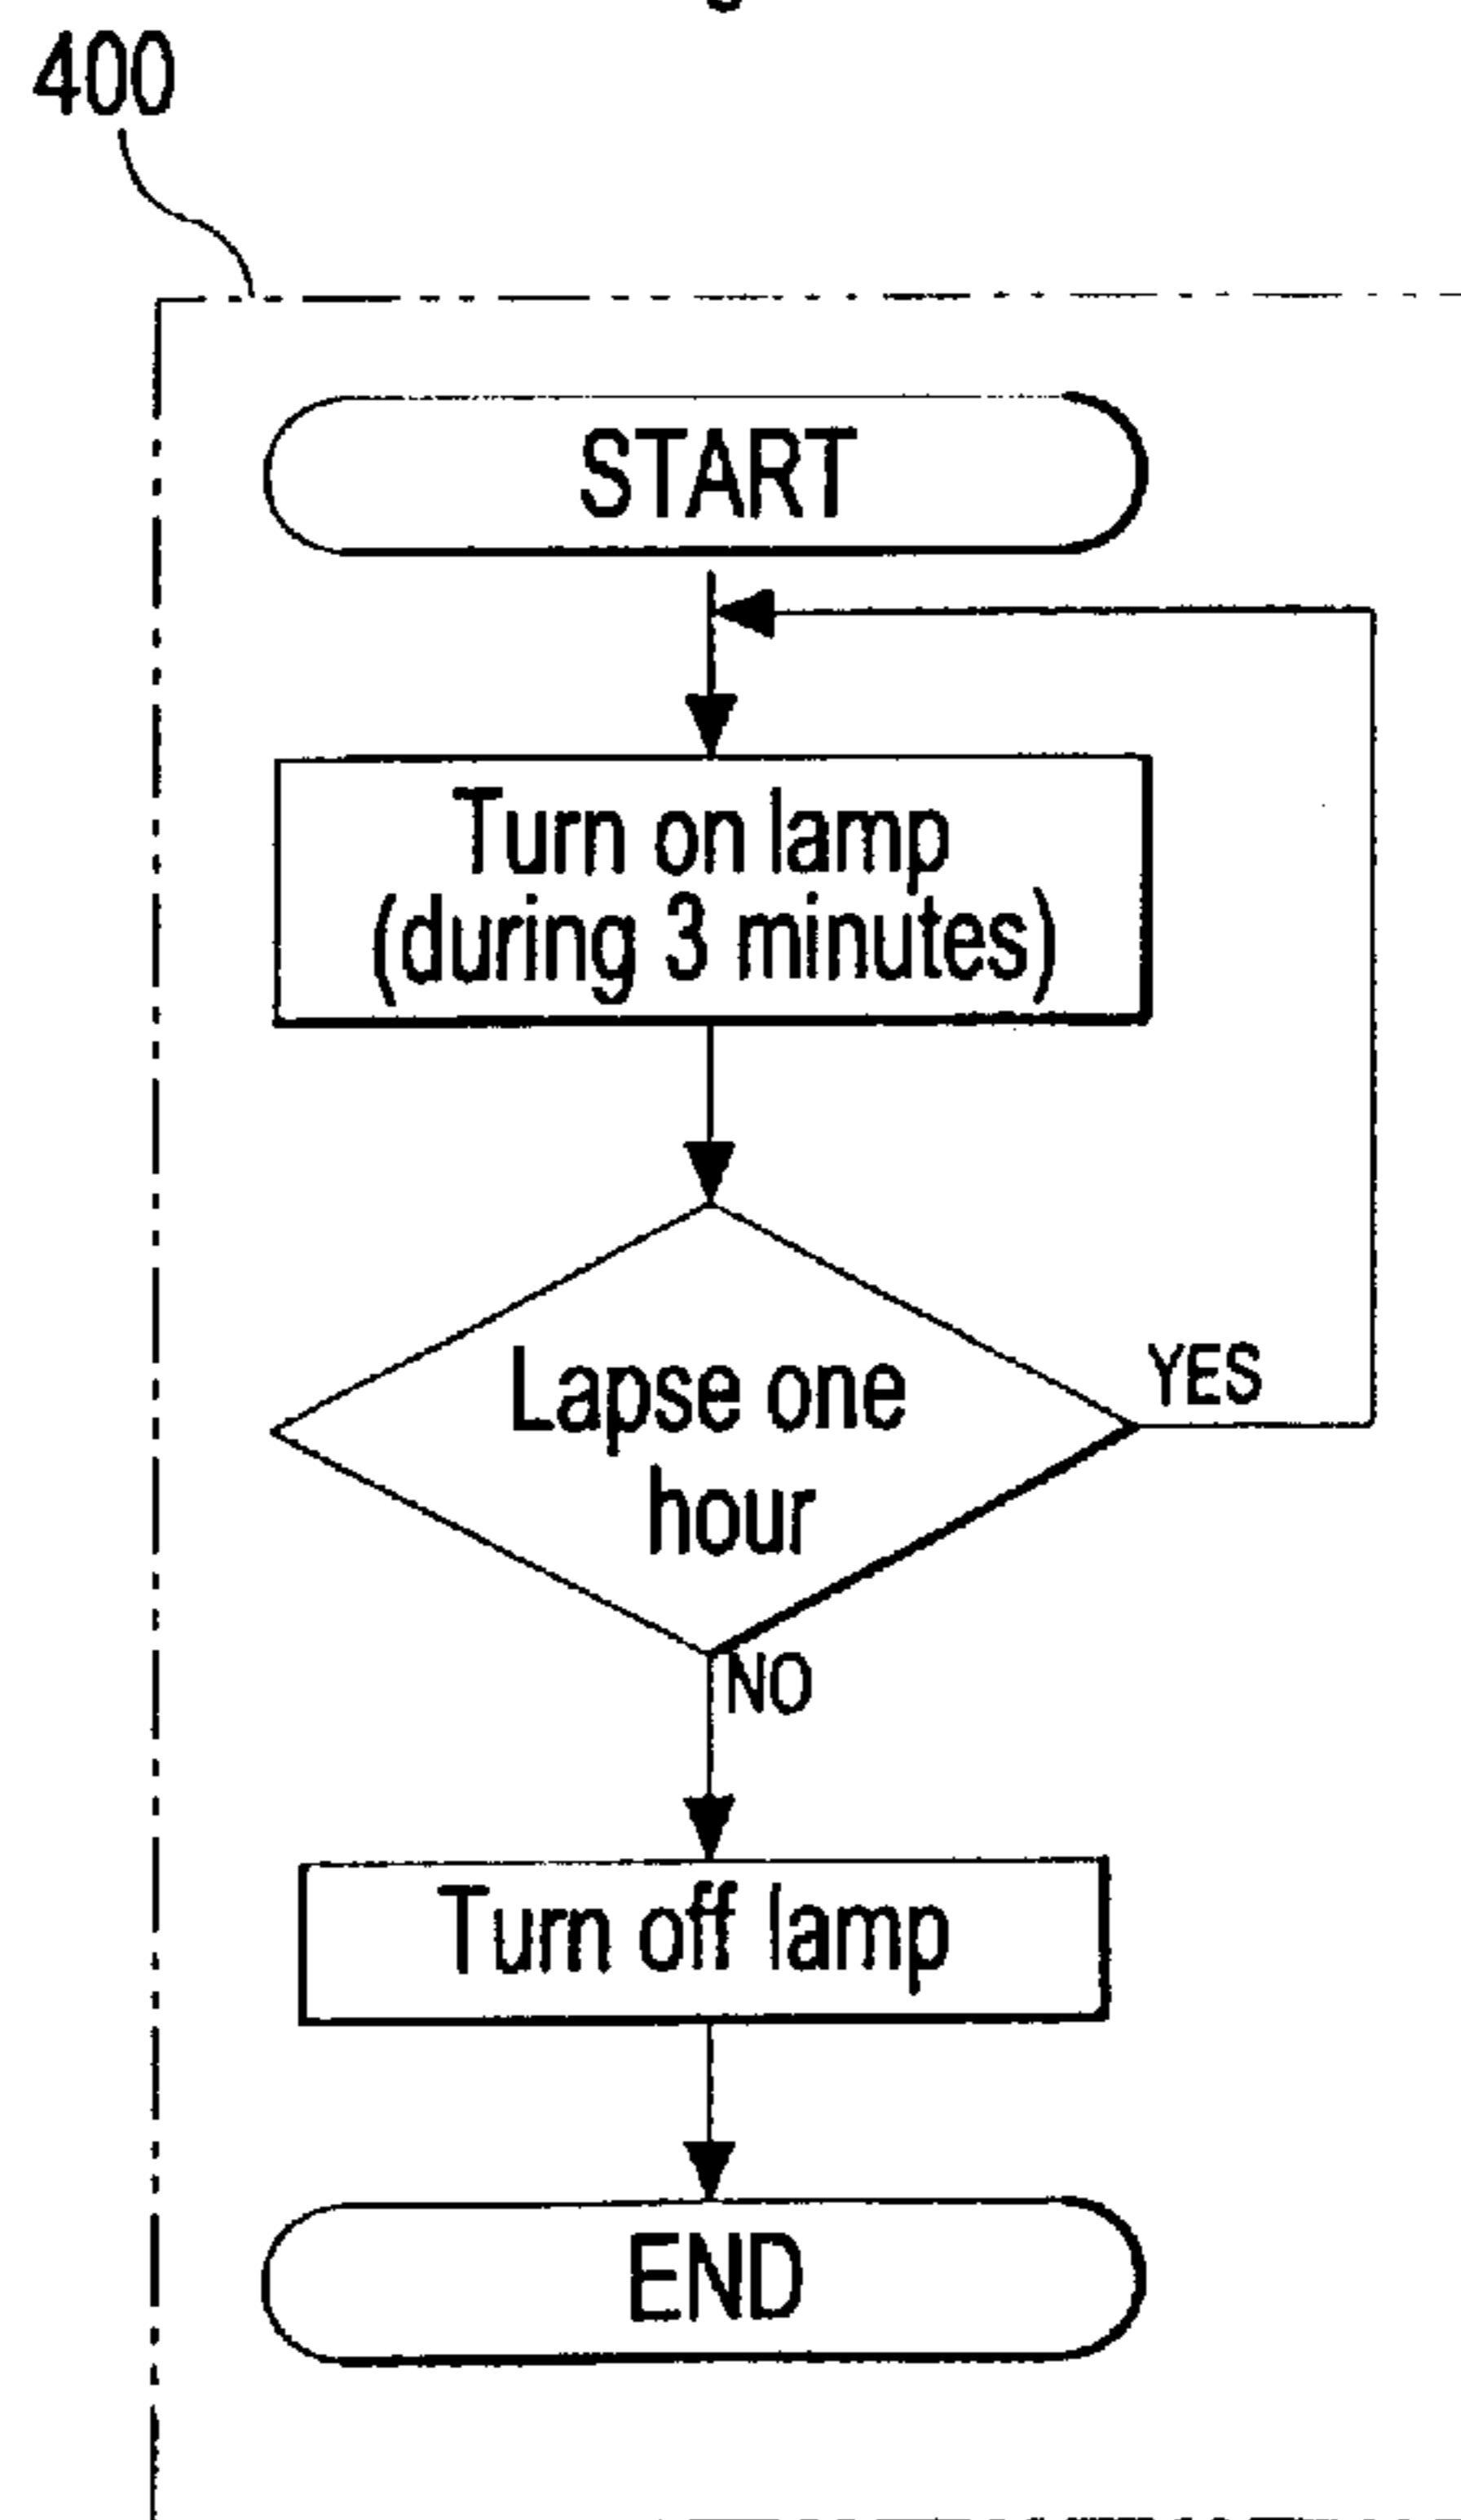 400
START
Turn on lamp
(during 3 minutes)
Lapse one
hour
YES
NO
Turn off lamp
END